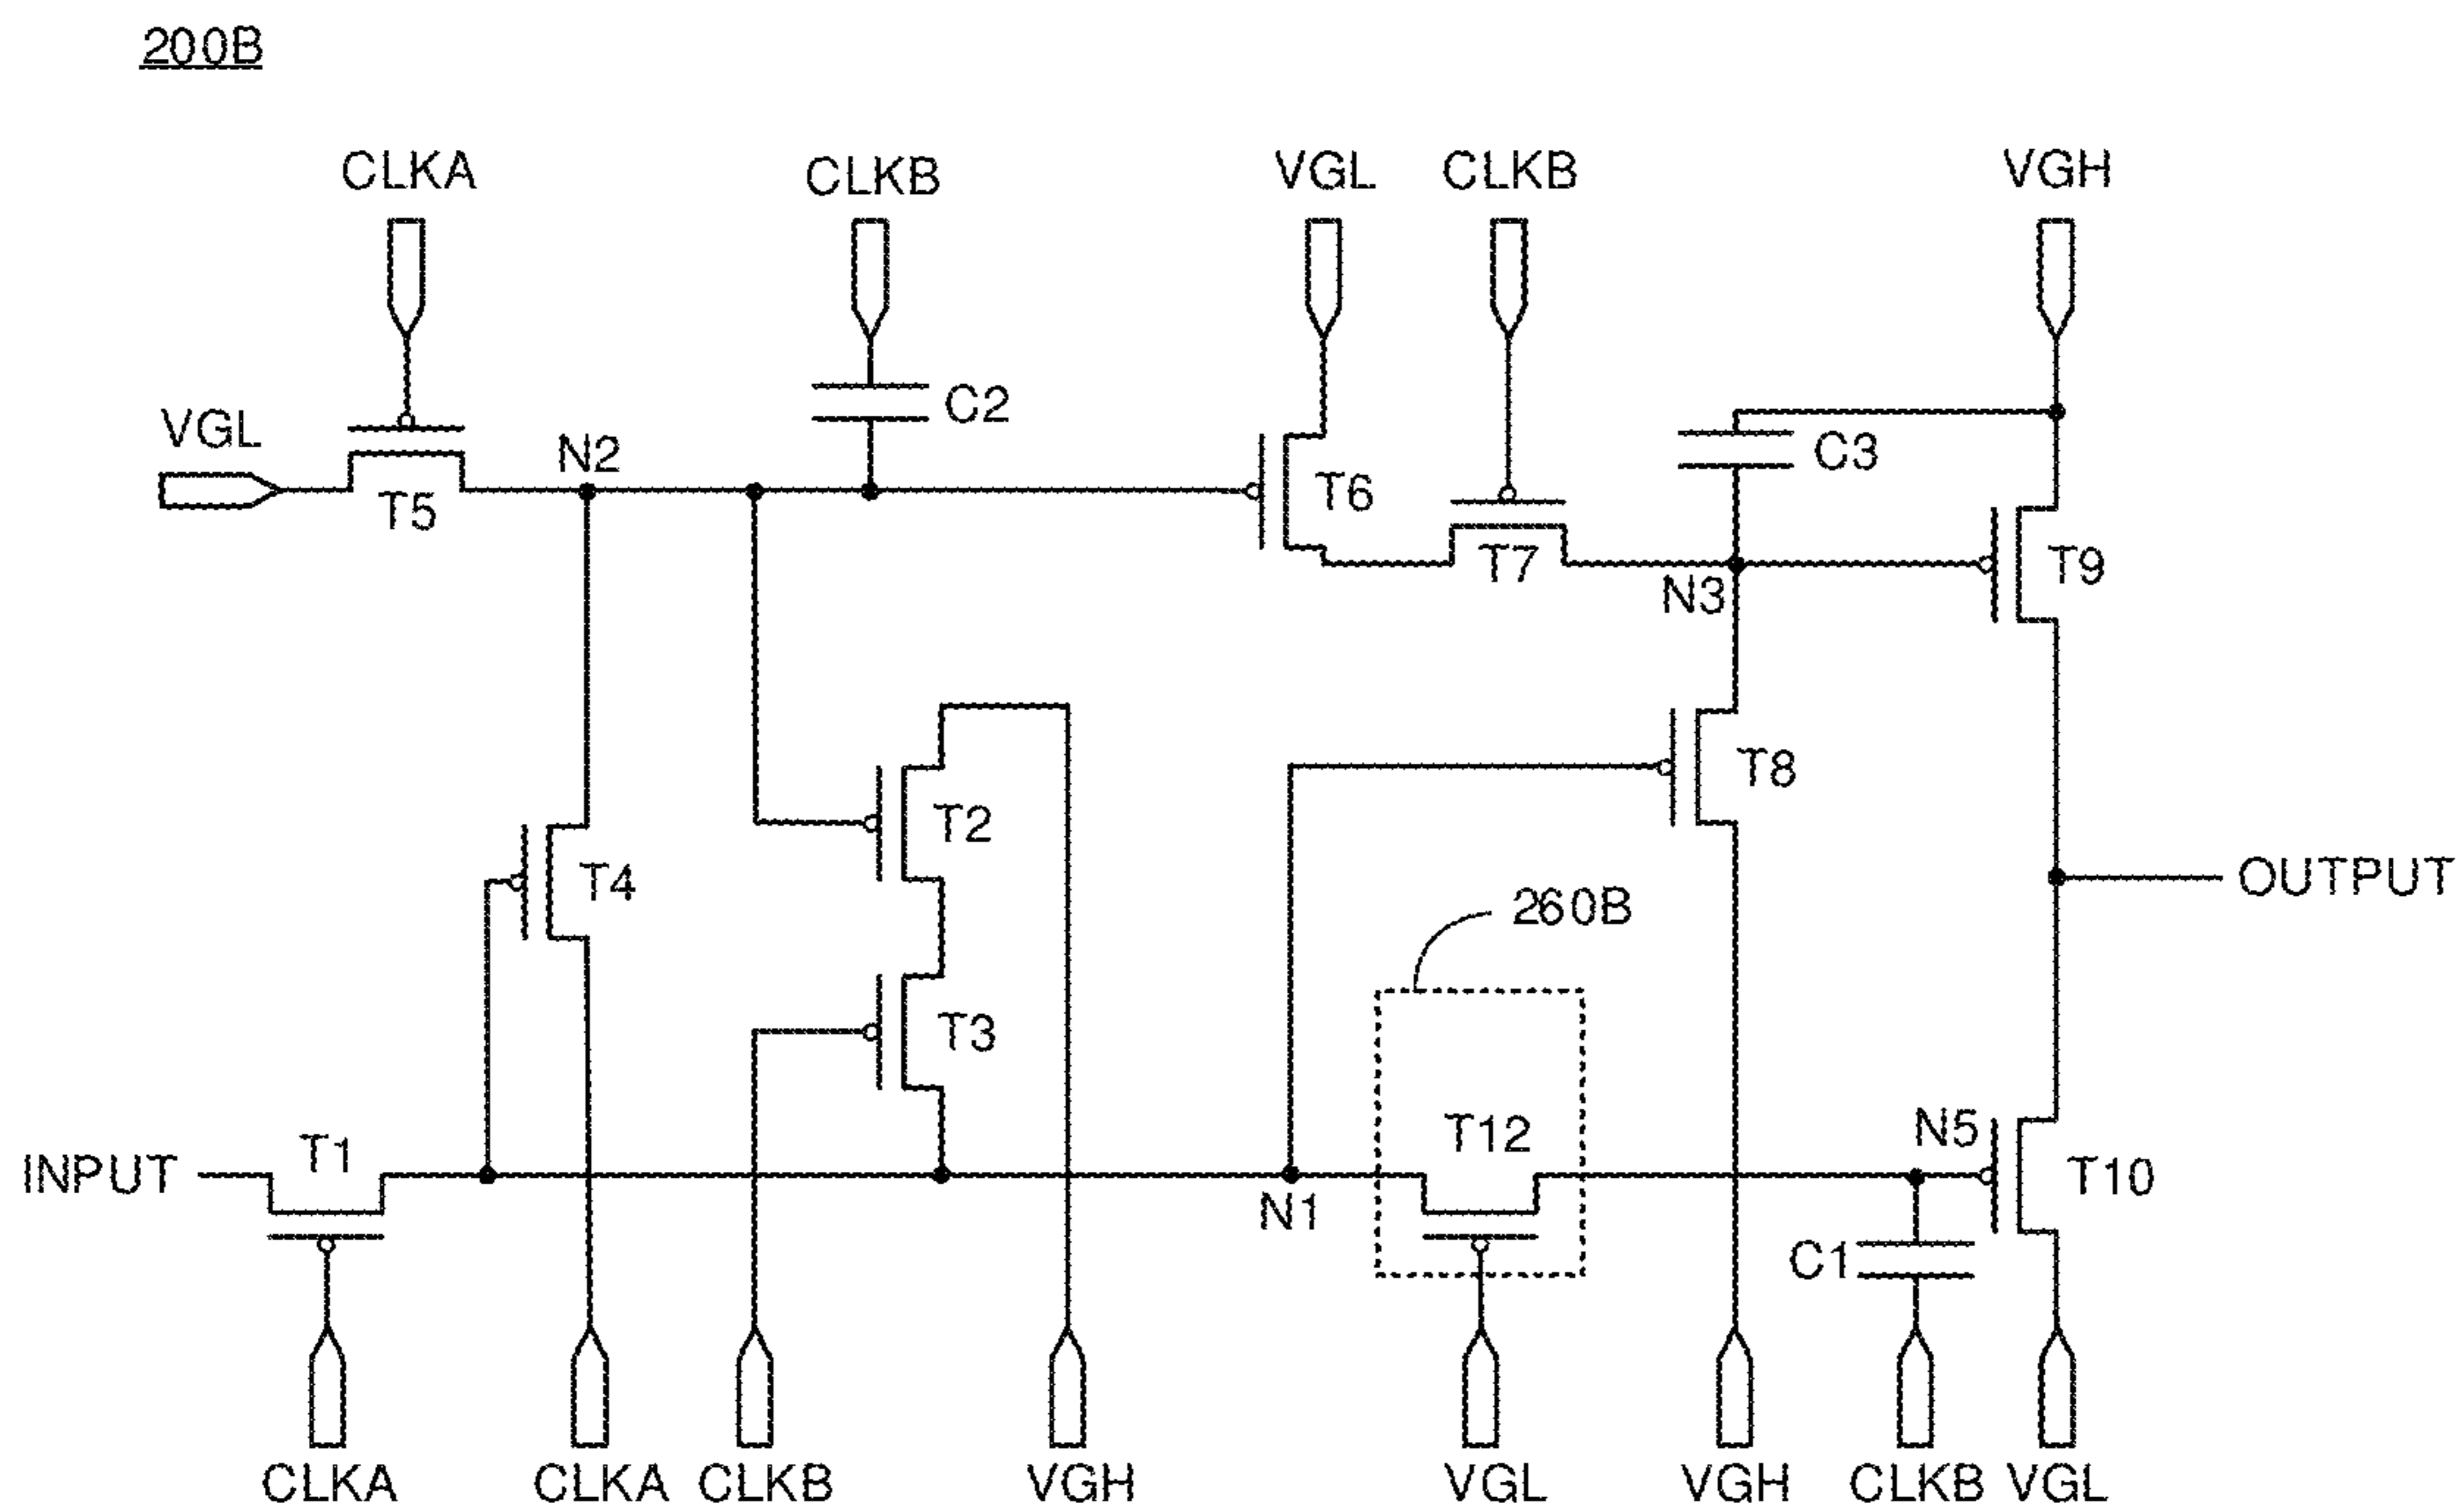 200B
CLKA
CLKB
VGL
CLKB
VGH
VGL
T5
N2
C2
T6
T7
C3
N3
T9
T8
T2
T4
T3
260B
OUTPUT
INPUT
T1
N1
T12
N5
T10
C1
CLKA
CLKA
CLKB
VGH
VGL
VGH
CLKB
VGL